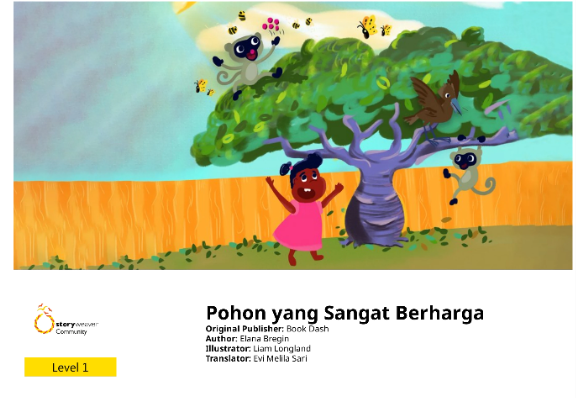 Pohon yang Sangat Berharga
Original Publisher: Book Dash
Author: Elana Bregin
Illustrator: Liam Longland
Translator: Evi Melila Sari
storyweaver
Community
Level 1